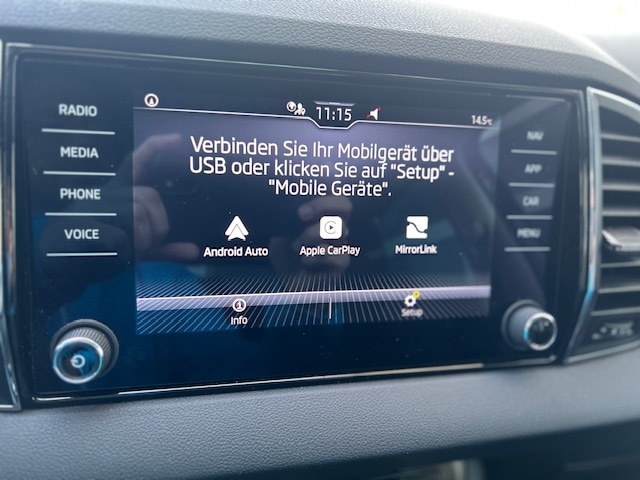 11:15
14.5°C
RADIO
MEDIA
PHONE
VOICE
Verbinden Sie Ihr Mobilgerät über
USB oder klicken Sie auf "Setup" -
"Mobile Geräte".
Android Auto
Apple CarPlay
MirrorLink
Info
Setup
NAV
APP
CAR
MENU